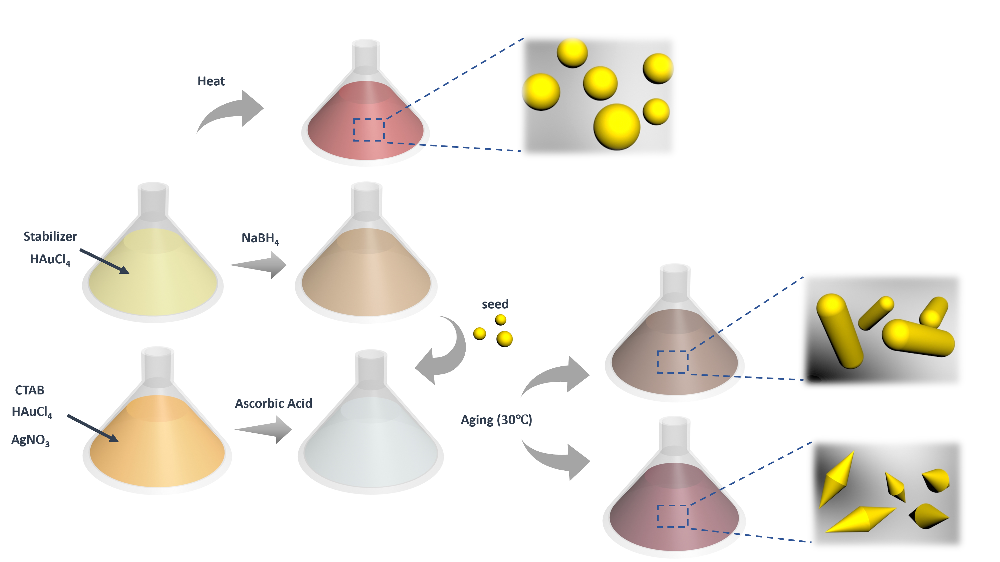 Heat
Stabilizer
HAuCl₄
NaBH₄
seed
CTAB
HAuCl₄
AgNO₃
Ascorbic Acid
Aging (30℃)